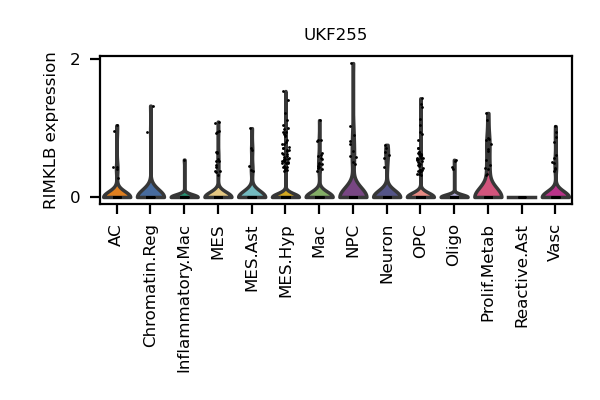 UKF255
RIMKLB expression
2
0
AC
Chromatin.Reg
Inflammatory.Mac
MES
MES.Ast
MES.Hyp
Mac
NPC
Neuron
OPC
Oligo
Prolif.Metab
Reactive.Ast
Vasc